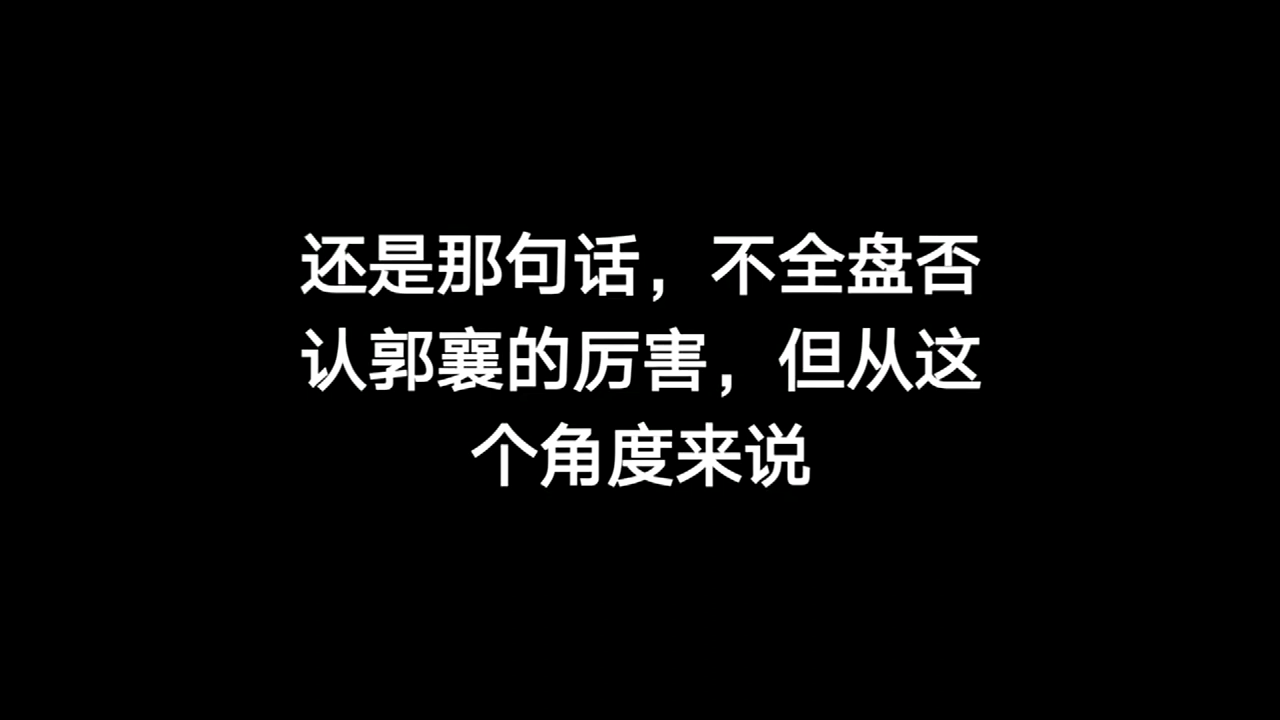 还是那句话，不全盘否
认郭襄的厉害，但从这
个角度来说